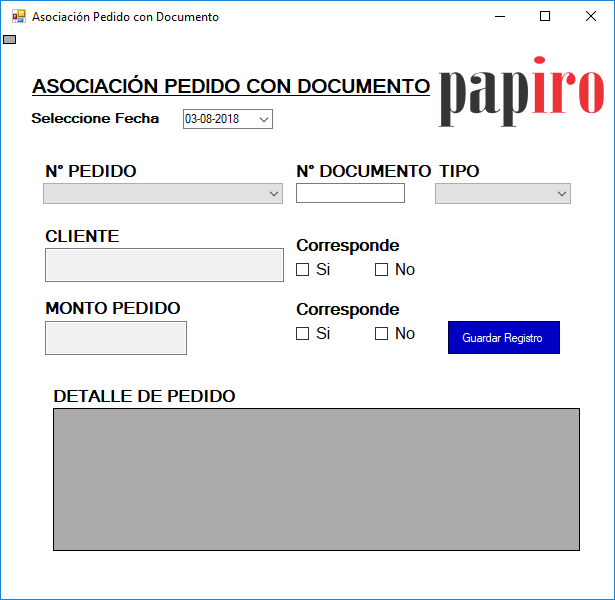 Asociación Pedido con Documento
ASOCIACIÓN PEDIDO CON DOCUMENTO
papiro
Seleccione Fecha 03-08-2018
N° PEDIDO N° DOCUMENTO TIPO
CLIENTE
Corresponde
Si No
MONTO PEDIDO Corresponde
Si No
Guardar Registro
DETALLE DE PEDIDO